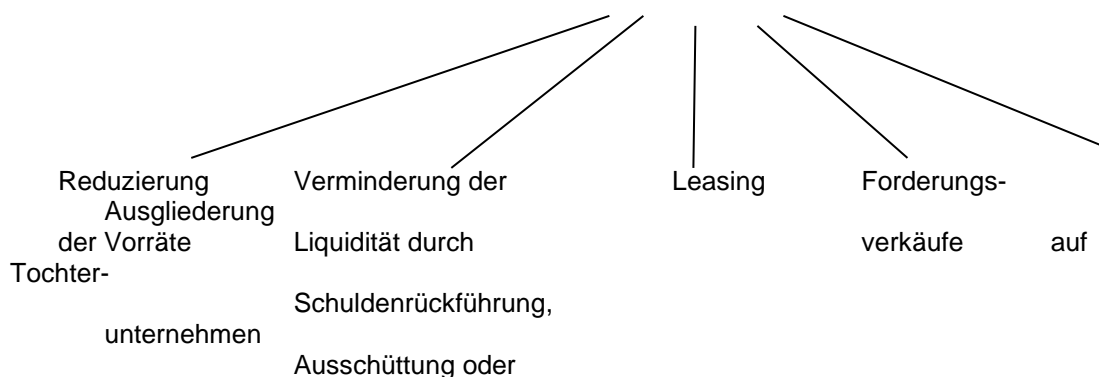 Reduzierung Verminderung der Leasing Forderungs-
Ausgliederung
der Vorräte Liquidität durch verkäufe auf
Tochter-
Schuldenrückführung,
unternehmen
Ausschüttung oder